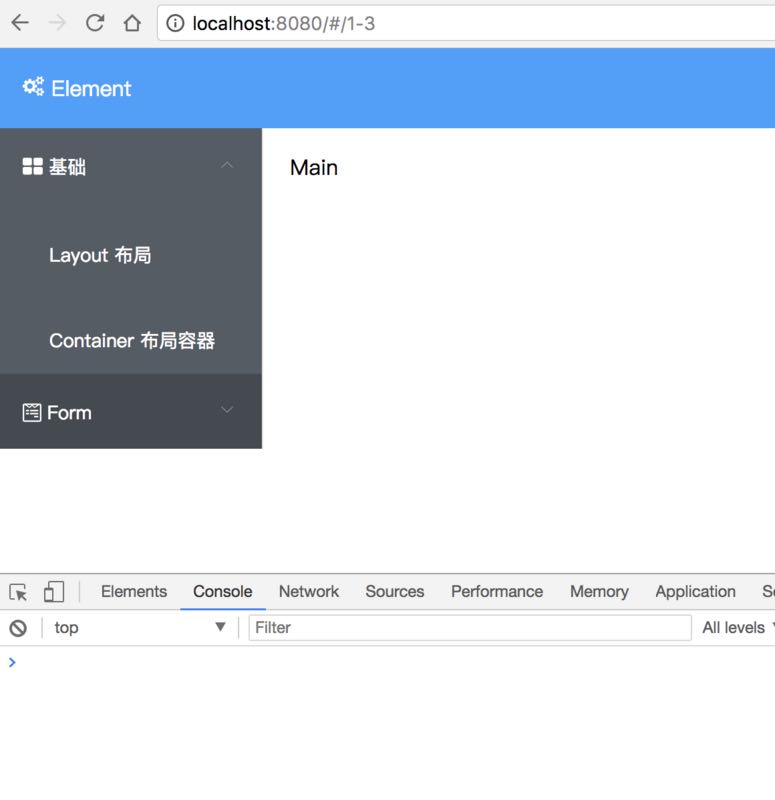 localhost:8080/#/1-3
Element
基础
Main
Layout 布局
Container 布局容器
Form
Elements Console Network Sources Performance Memory Application
top Filter All levels